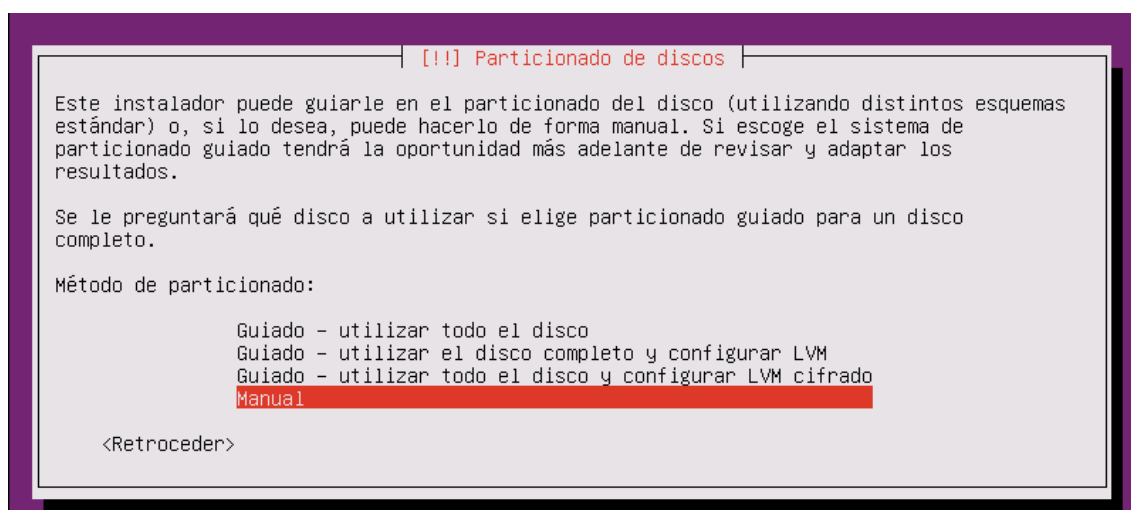 [!!] Particionado de discos
Este instalador puede guiarle en el particionado del disco (utilizando distintos esquemas
estándar) o, si lo desea, puede hacerlo de forma manual. Si escoge el sistema de
particionado guiado tendrá la oportunidad más adelante de revisar y adaptar los
resultados.
Se le preguntará qué disco a utilizar si elige particionado guiado para un disco
completo.
Método de particionado:
Guiado – utilizar todo el disco
Guiado – utilizar el disco completo y configurar LVM
Guiado – utilizar todo el disco y configurar LVM cifrado
Manual
<Retroceder>